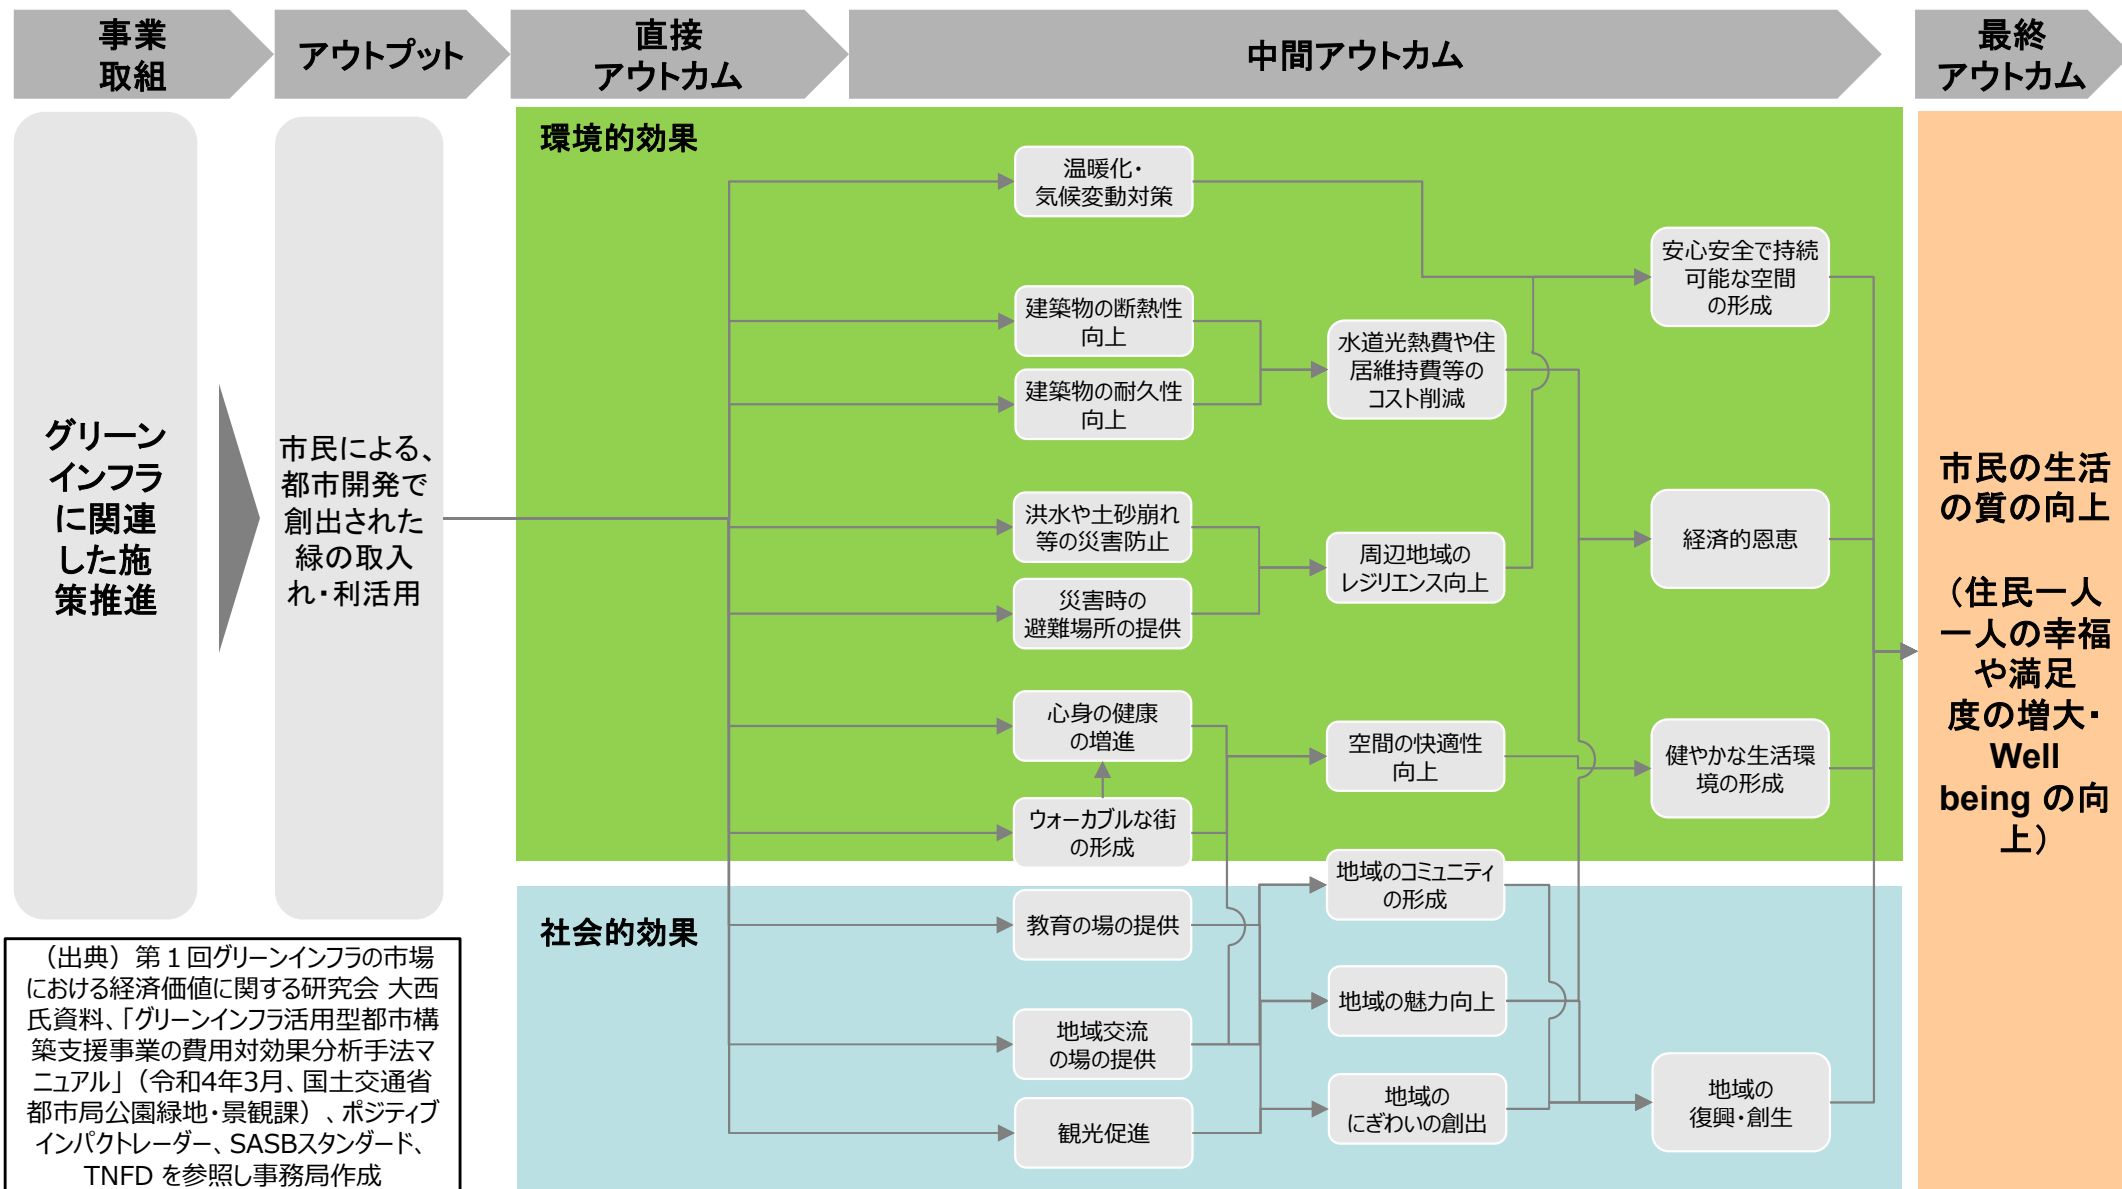 事業
取組
アウトプット
直接
アウトカム
中間アウトカム
最終
アウトカム
グリーン
インフラ
に関連
した施
策推進
市民による、
都市開発で
創出された
緑の取入
れ・利活用
環境的効果
温暖化・
気候変動対策
建築物の断熱性
向上
建築物の耐久性
向上
洪水や土砂崩れ
等の災害防止
災害時の
避難場所の提供
心身の健康
の増進
ウォーカブルな街
の形成
水道光熱費や住
居維持費等の
コスト削減
周辺地域の
レジリエンス向上
空間の快適性
向上
安心安全で持続
可能な空間
の形成
経済的恩恵
健やかな生活環
境の形成
社会的効果
教育の場の提供
地域交流
の場の提供
観光促進
地域のコミュニティ
の形成
地域の魅力向上
地域の
にぎわいの創出
地域の
復興・創生
市民の生活
の質の向上
（住民一人
一人の幸福
や満足
度の増大・
Well
being の向
上）
（出典）第１回グリーンインフラの市場
における経済価値に関する研究会 大西
氏資料、「グリーンインフラ活用型都市構
築支援事業の費用対効果分析手法マ
ニュアル」（令和4年3月、国土交通省
都市局公園緑地・景観課）、ポジティブ
インパクトレーダー、SASBスタンダード、
TNFD を参照し事務局作成